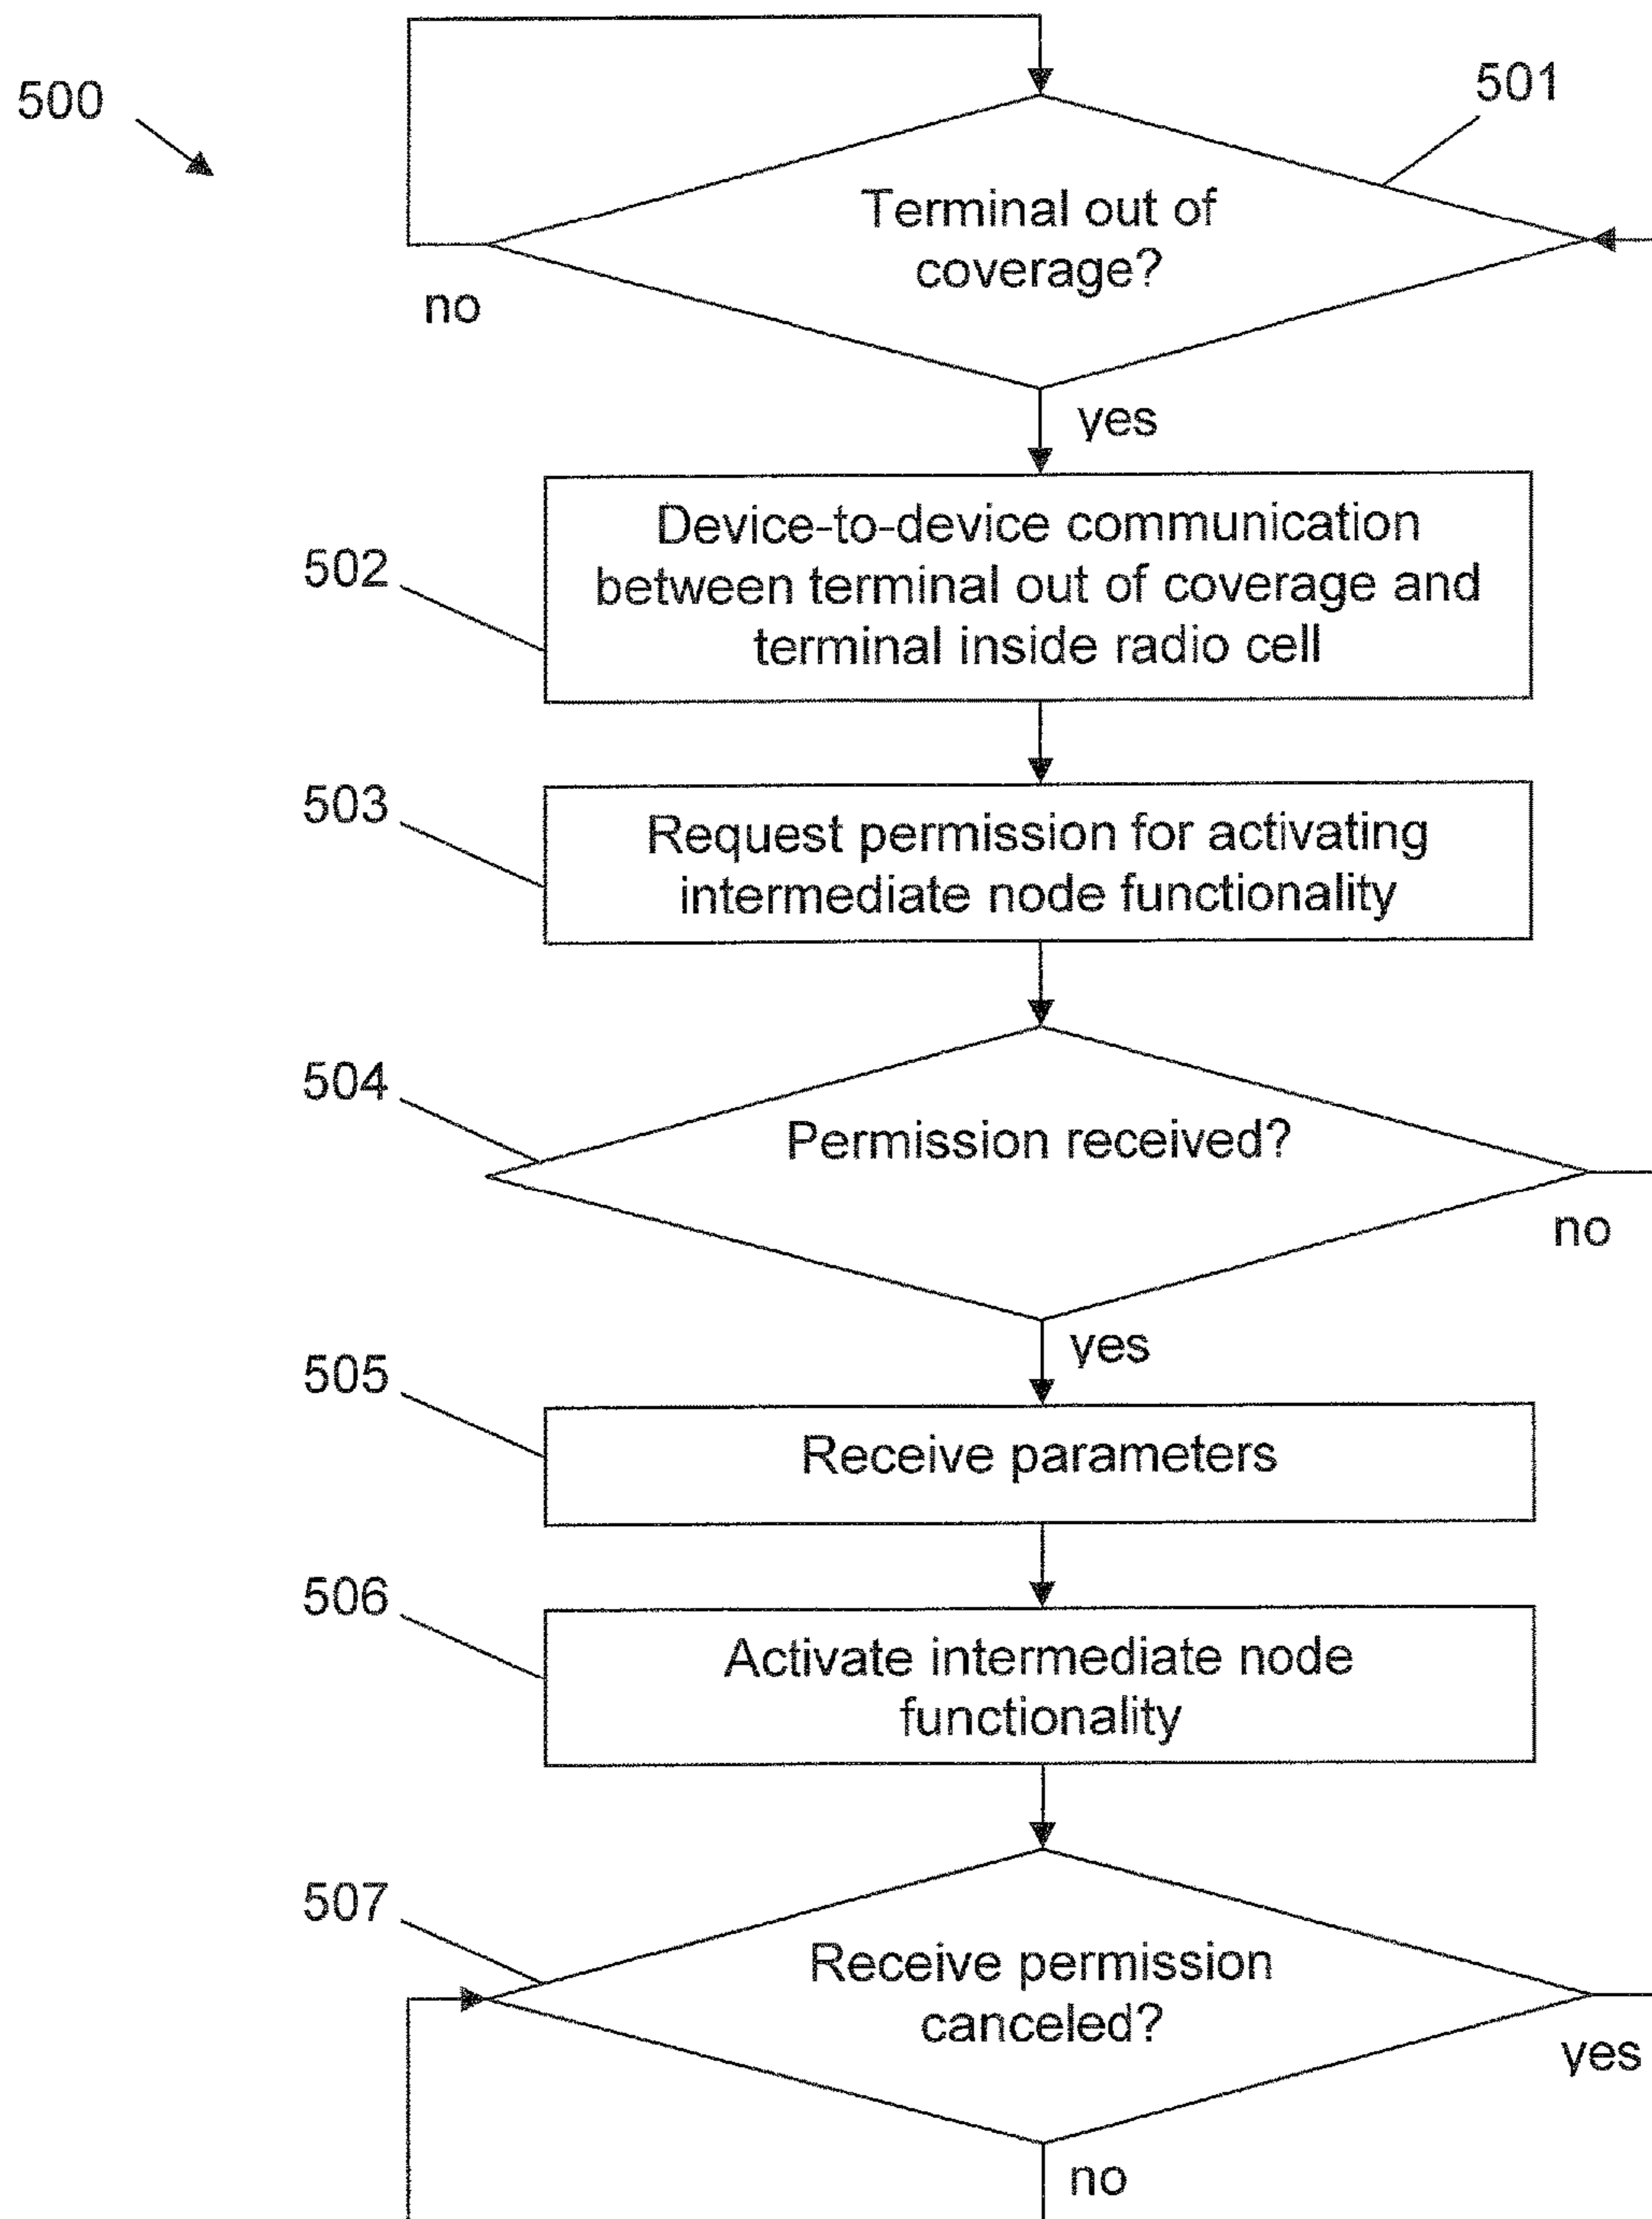 500
501
Terminal out of
coverage?
no
yes
502
Device-to-device communication
between terminal out of coverage and
terminal inside radio cell
503
Request permission for activating
intermediate node functionality
504
Permission received?
no
yes
505
Receive parameters
506
Activate intermediate node
functionality
507
Receive permission
canceled?
yes
no